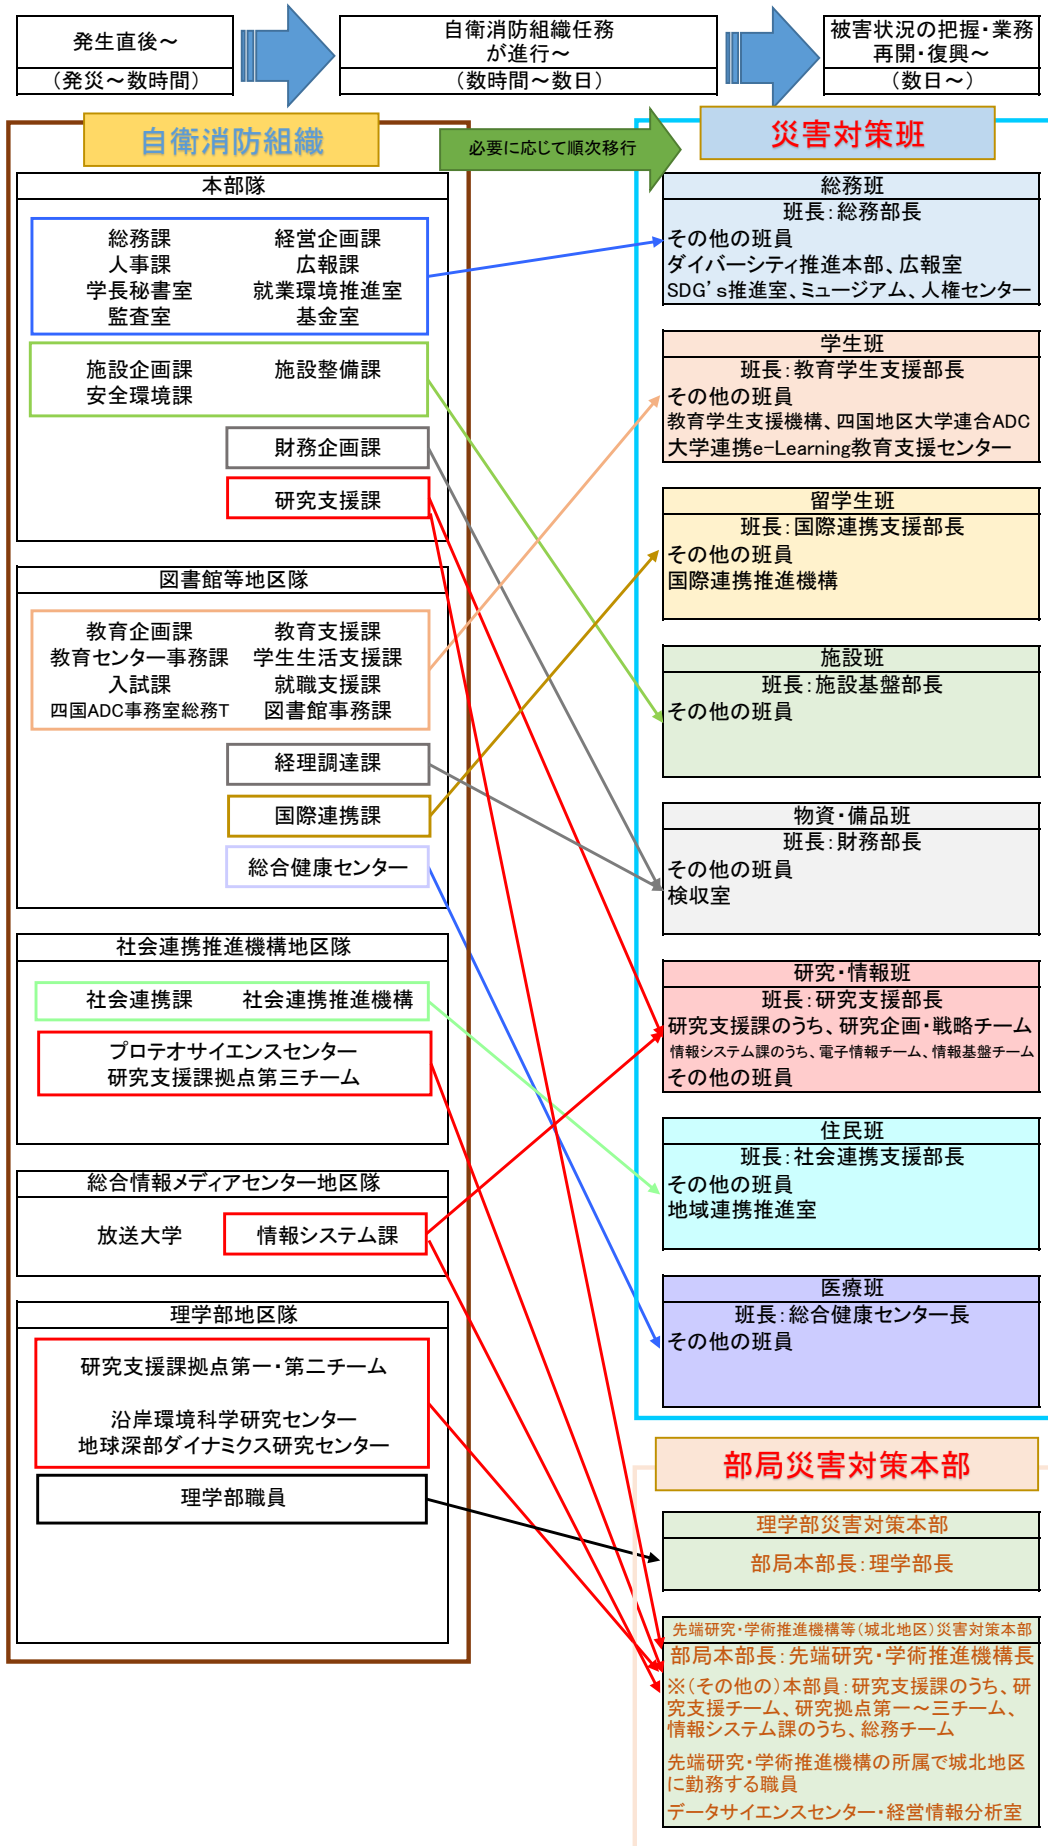 発生直後～
（発災～数時間）
自衛消防組織任務
が進行～
（数時間～数日）
被害状況の把握・業務
再開・復興～
（数日～）
自衛消防組織
必要に応じて順次移行
災害対策班
本部隊
総務課 経営企画課
人事課 広報課
学長秘書室 就業環境推進室
監査室 基金室
施設企画課 施設整備課
安全環境課
財務企画課
研究支援課
図書館等地区隊
教育企画課 教育支援課
教育センター事務課 学生生活支援課
入試課 就職支援課
四国ADC事務室総務T 図書館事務課
経理調達課
国際連携課
総合健康センター
社会連携推進機構地区隊
社会連携課 社会連携推進機構
プロテオサイエンスセンター
研究支援課拠点第三チーム
総合情報メディアセンター地区隊
放送大学 情報システム課
理学部地区隊
研究支援課拠点第一・第二チーム
沿岸環境科学研究センター
地球深部ダイナミクス研究センター
理学部職員
総務班
班長：総務部長
その他の班員
ダイバーシティ推進本部、広報室
SDG’s推進室、ミュージアム、人権センター
学生班
班長：教育学生支援部長
その他の班員
教育学生支援機構、四国地区大学連合ADC
大学連携e-Learning教育支援センター
留学生班
班長：国際連携支援部長
その他の班員
国際連携推進機構
施設班
班長：施設基盤部長
その他の班員
物資・備品班
班長：財務部長
その他の班員
検収室
研究・情報班
班長：研究支援部長
研究支援課のうち、研究企画・戦略チーム
情報システム課のうち、電子情報チーム、情報基盤チーム
その他の班員
住民班
班長：社会連携支援部長
その他の班員
地域連携推進室
医療班
班長：総合健康センター長
その他の班員
部局災害対策本部
理学部災害対策本部
部局本部長：理学部長
先端研究・学術推進機構等（城北地区）災害対策本部
部局本部長：先端研究・学術推進機構長
※（その他の）本部員：研究支援課のうち、研
究支援チーム、研究拠点第一～三チーム、
情報システム課のうち、総務チーム
先端研究・学術推進機構の所属で城北地区
に勤務する職員
データサイエンスセンター・経営情報分析室